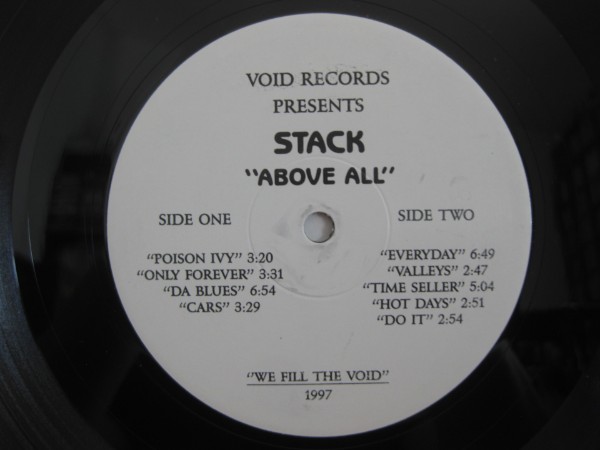 VOID RECORDS
PRESENTS
STACK
"ABOVE ALL"
SIDE ONE
"POISON IVY" 3:20
"ONLY FOREVER" 3:31
"DA BLUES" 6:54
"CARS" 3:29
SIDE TWO
"EVERYDAY" 6:49
"VALLEYS" 2:47
"TIME SELLER" 5:04
"HOT DAYS" 2:51
"DO IT" 2:54
"WE FILL THE VOID"
1997